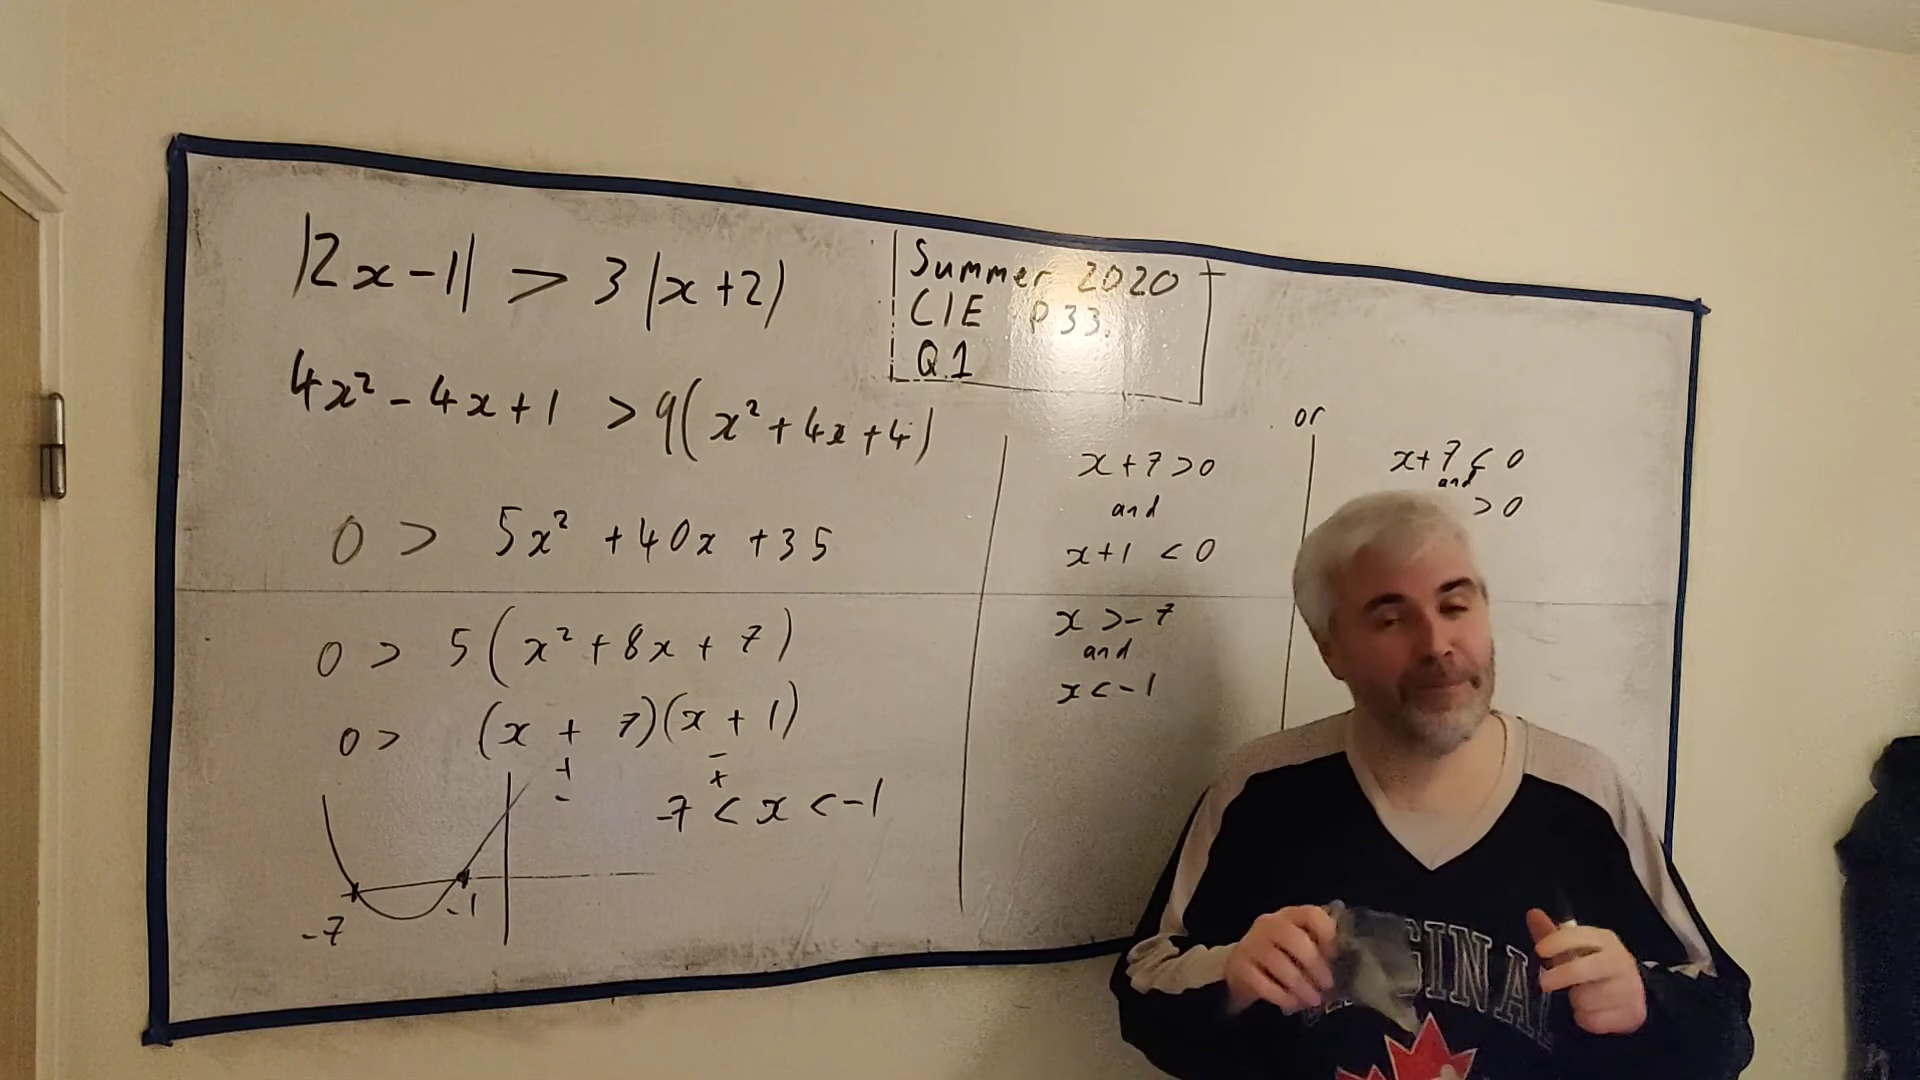 |2x-1| > 3|x+2|
Summer 2020
CIE P33.
Q1
4x² - 4x + 1 > 9(x² + 4x + 4)
0 > 5x² + 40x + 35
0 > 5(x² + 8x + 7)
0 > (x + 7)(x + 1)
+ -
- +
-7 < x < -1
-7
-1
x + 7 > 0
and
x + 1 < 0
x > -7
and
x < -1
or
x + 7 < 0
and
> 0